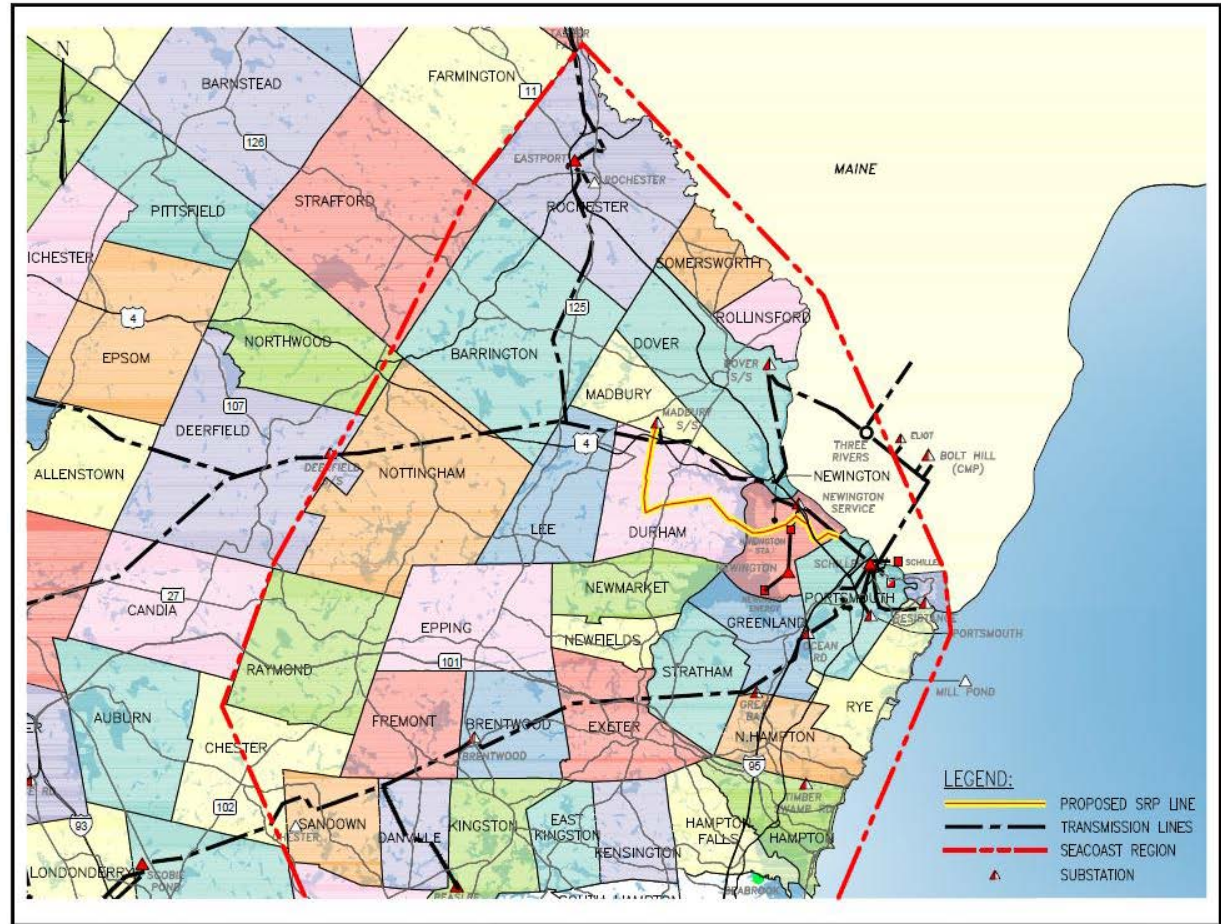 N
FARMINGTON
11
BARNSTEAD
126
EASTPORT
ROCHESTER
ROCHESTER
MAINE
STRAFFORD
PITTSFIELD
SOMERSWORTH
ROLLINSFORD
125
4
NORTHWOOD
BARRINGTON
DOVER
EPSOM
DOVER
S/S
MADBURY
107
MADBURY
S/S
DEERFIELD
4
THREE
RIVERS
ELIOT
BOLT HILL
(CMP)
ALLENSTOWN
DEERFIELD
S/S
NOTTINGHAM
NEWINGTON
NEWINGTON
SERVICE
LEE
DURHAM
NEWINGTON
NEWMARKET
PORTSMOUTH
27
CANDIA
EPPING
GREENLAND
RESISTANCE
PORTSMOUTH
NEWFIELDS
OCEAN
RD
101
RAYMOND
STRATHAM
MILL POND
AUBURN
FREMONT
BRENTWOOD
EXETER
RYE
BRENTWOOD
N.HAMPTON
CHESTER
95
LEGEND:
PROPOSED SRP LINE
TRANSMISSION LINES
SEACOAST REGION
SUBSTATION
102
93
SANDOWN
DANVILLE
KINGSTON
EAST
KINGSTON
KENSINGTON
HAMPTON
FALLS
HAMPTON
LONDONDERRY
SCOBIE
POND
SEABROOK